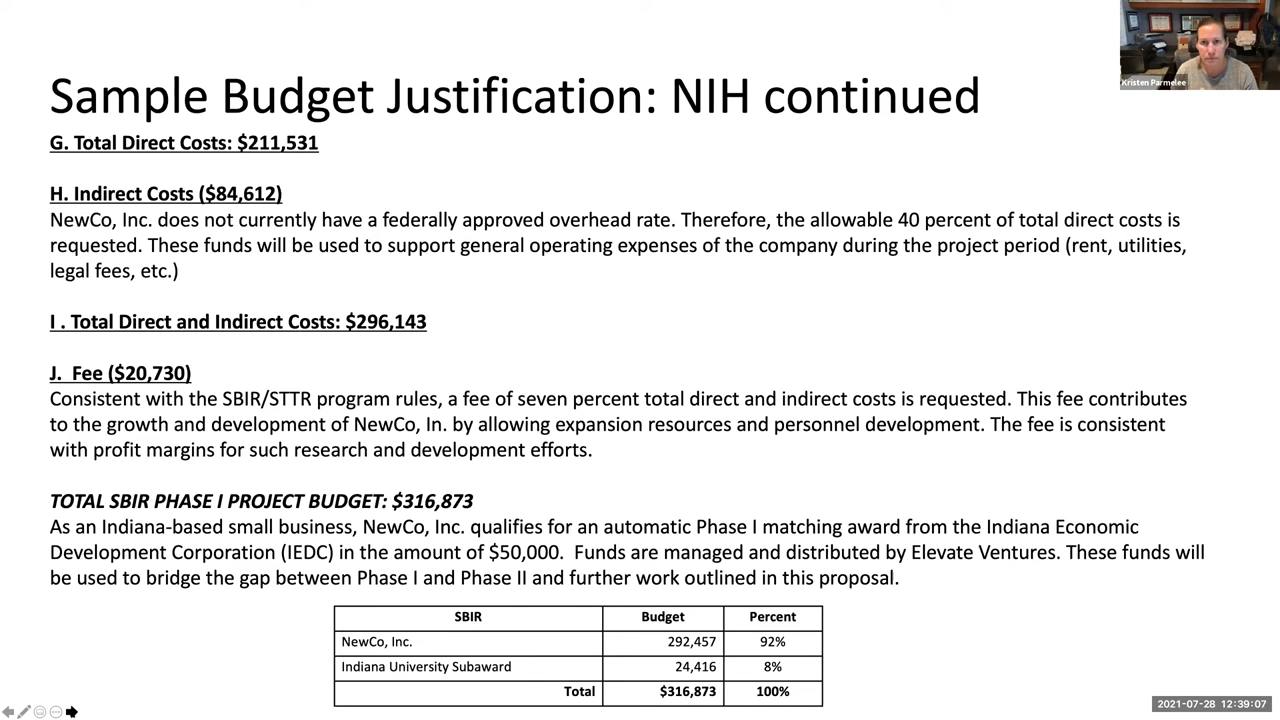 Kristen Parmelee
Sample Budget Justification: NIH continued
G. Total Direct Costs: $211,531
H. Indirect Costs ($84,612)
NewCo, Inc. does not currently have a federally approved overhead rate. Therefore, the allowable 40 percent of total direct costs is
requested. These funds will be used to support general operating expenses of the company during the project period (rent, utilities,
legal fees, etc.)
I . Total Direct and Indirect Costs: $296,143
J. Fee ($20,730)
Consistent with the SBIR/STTR program rules, a fee of seven percent total direct and indirect costs is requested. This fee contributes
to the growth and development of NewCo, In. by allowing expansion resources and personnel development. The fee is consistent
with profit margins for such research and development efforts.
TOTAL SBIR PHASE I PROJECT BUDGET: $316,873
As an Indiana-based small business, NewCo, Inc. qualifies for an automatic Phase I matching award from the Indiana Economic
Development Corporation (IEDC) in the amount of $50,000. Funds are managed and distributed by Elevate Ventures. These funds will
be used to bridge the gap between Phase I and Phase II and further work outlined in this proposal.
SBIR Budget Percent
NewCo, Inc. 292,457 92%
Indiana University Subaward 24,416 8%
Total $316,873 100%
2021-07-28 12:39:07